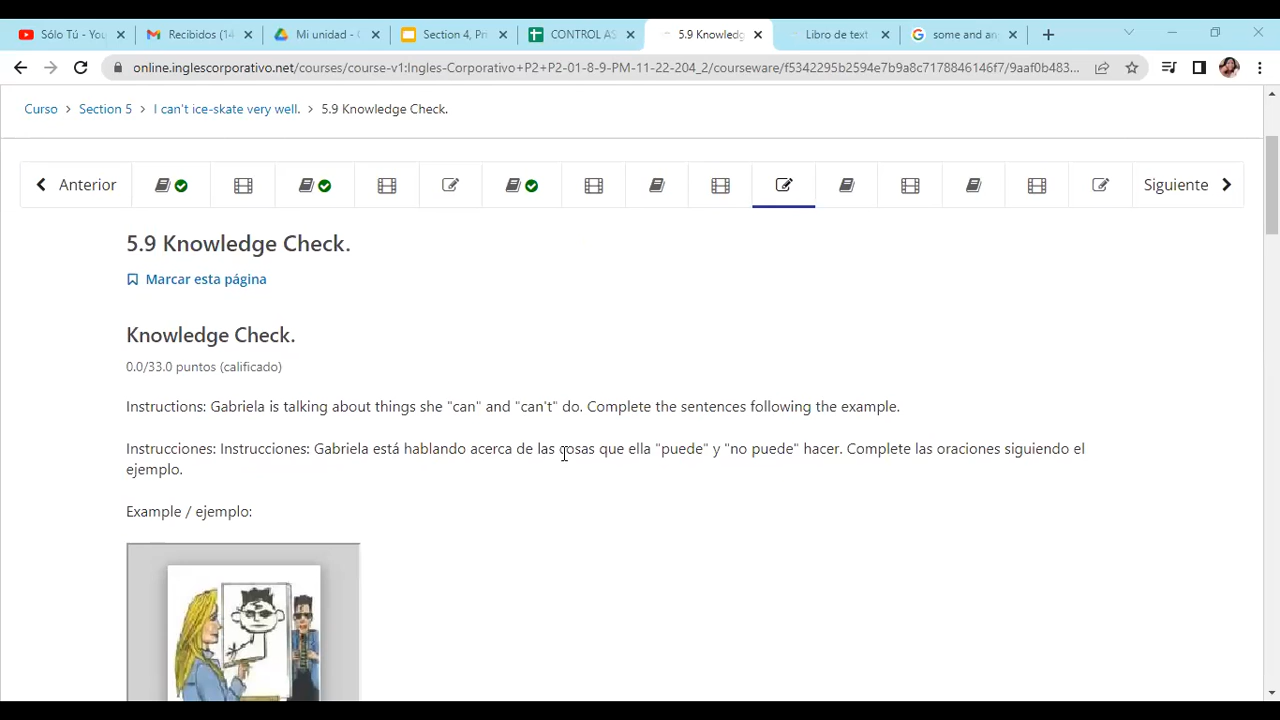 Sólo Tú - You
Recibidos (14
Mi unidad - G
Section 4, Pr
CONTROL AS
5.9 Knowledg
Libro de text
some and an
online.inglescorporativo.net/courses/course-v1:Ingles-Corporativo+P2+P2-01-8-9-PM-11-22-204_2/courseware/f5342295b2594e7b9a8c7178846146f7/9aaf0b483...
Curso > Section 5 > I can't ice-skate very well. > 5.9 Knowledge Check.
Anterior
Siguiente
5.9 Knowledge Check.
Marcar esta página
Knowledge Check.
0.0/33.0 puntos (calificado)
Instructions: Gabriela is talking about things she "can" and "can't" do. Complete the sentences following the example.
Instrucciones: Instrucciones: Gabriela está hablando acerca de las cosas que ella "puede" y "no puede" hacer. Complete las oraciones siguiendo el
ejemplo.
Example / ejemplo: